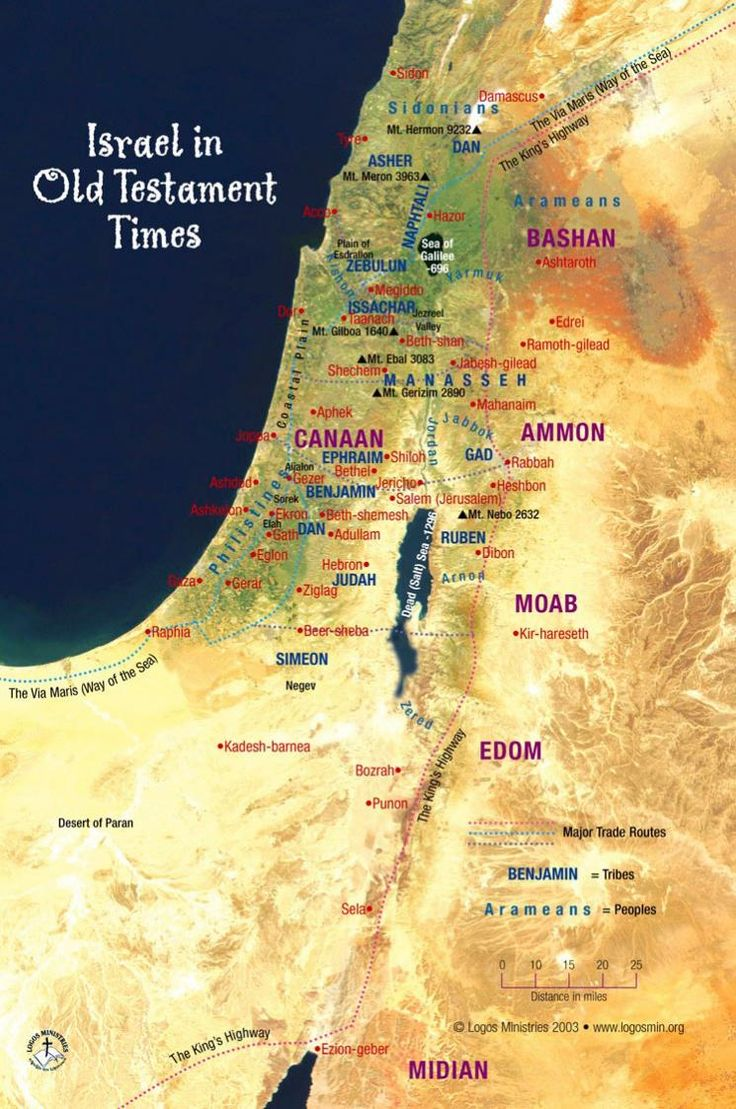 Israel in
Old Testament
Times
Sidon
Sidonians
Damascus
The Via Maris (Way of the Sea)
Mt. Hermon 9232
The King's Highway
Tyre
DAN
ASHER
Mt. Meron 3963
NAPHTALI
Arameans
Acco
Hazor
BASHAN
Plain of
Esdrallon
Sea of
Galilee
-696
Kishon
ZEBULUN
Yarmuk
Ashtaroth
Megiddo
ISSACHAR
Dor
Taanach
Jezreel
Valley
Edrei
Mt. Gilboa 1640
Beth-shan
Ramoth-gilead
Coastal Plain
Mt. Ebal 3083
Jabesh-gilead
Shechem
MANASSEH
Mt. Gerizim 2890
Aphek
Mahanaim
Jordan
Jabbok
Joppa
CANAAN
AMMON
EPHRAIM
Shiloh
GAD
Rabbah
Aijalon
Bethel
Gezer
Jericho
Ashdod
BENJAMIN
Heshbon
Sorek
Salem (Jerusalem)
Philistines
Ashkelon
Ekron
Beth-shemesh
Mt. Nebo 2632
Elah
DAN
Gath
Adullam
RUBEN
Eglon
Dibon
Dead (Salt) Sea -1296
Hebron
JUDAH
Arnon
Gaza
Gerar
Ziglag
MOAB
Raphia
Beer-sheba
Kir-hareseth
The Via Maris (Way of the Sea)
SIMEON
Negev
Zered
Kadesh-barnea
EDOM
Bozrah
The King's Highway
Punon
Desert of Paran
Major Trade Routes
BENJAMIN = Tribes
Sela
Arameans = Peoples
0 10 15 20 25
Distance in miles
© Logos Ministries 2003 • www.logosmin.org
LOGOS MINISTRIES
The King's Highway
Ezion-geber
MIDIAN